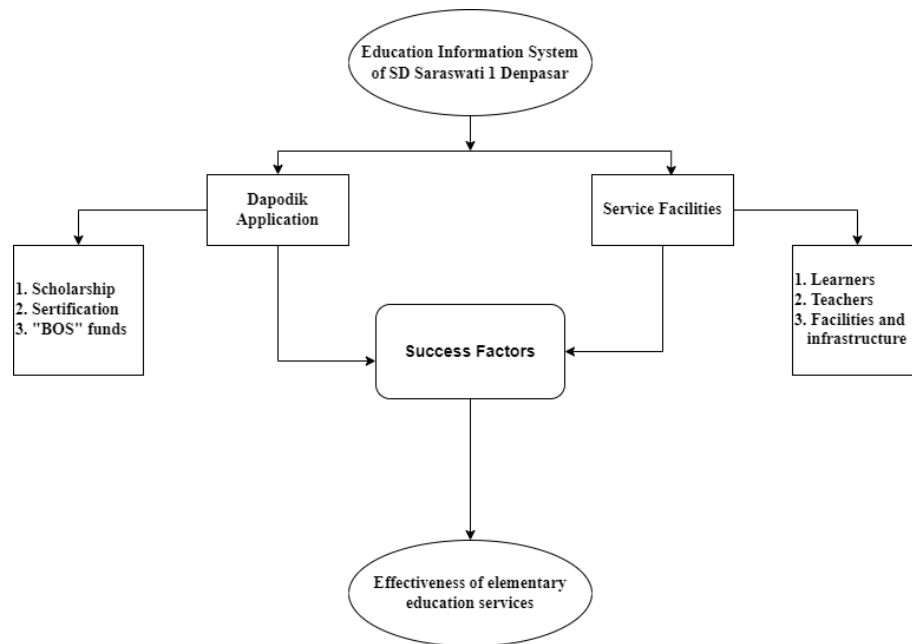 Education Information System
of SD Saraswati 1 Denpasar
Dapodik
Application
Service Facilities
1. Scholarship
2. Sertification
3. "BOS" funds
1. Learners
2. Teachers
3. Facilities and
infrastructure
Success Factors
Effectiveness of elementary
education services